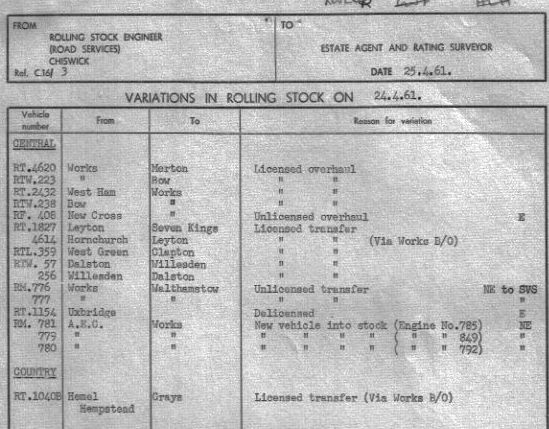 FROM
TO
ROLLING STOCK ENGINEER
(ROAD SERVICES)
CHISWICK
Ref. C16/ 3
ESTATE AGENT AND RATING SURVEYOR
DATE 25.4.61.
VARIATIONS IN ROLLING STOCK ON 24.4.61.
Vehicle number From To Reason for variation
CENTRAL
RT.4620 Works Merton Licensed overhaul
RTW.223 " Bow " "
RT.2432 West Ham Works " "
RTW.238 Bow " " "
RF. 408 New Cross " Unlicensed overhaul E
RT.1827 Leyton Seven Kings Licensed transfer
4614 Hornchurch Leyton " " (Via Works B/O)
RTL.359 West Green Clapton " "
RTW. 57 Dalston Willesden " "
256 Willesden Dalston " "
RM.776 Works Walthamstow Unlicensed transfer NE to SVS
777 " " " " "
RT.1154 Uxbridge Delicensed E
RM. 781 A.E.C. Works New vehicle into stock (Engine No.785) NE
779 " " " " " " ( " " 849) "
780 " " " " " " ( " " 792) "
COUNTRY
RT.1040B Hemel Hempstead Grays Licensed transfer (Via Works B/O)